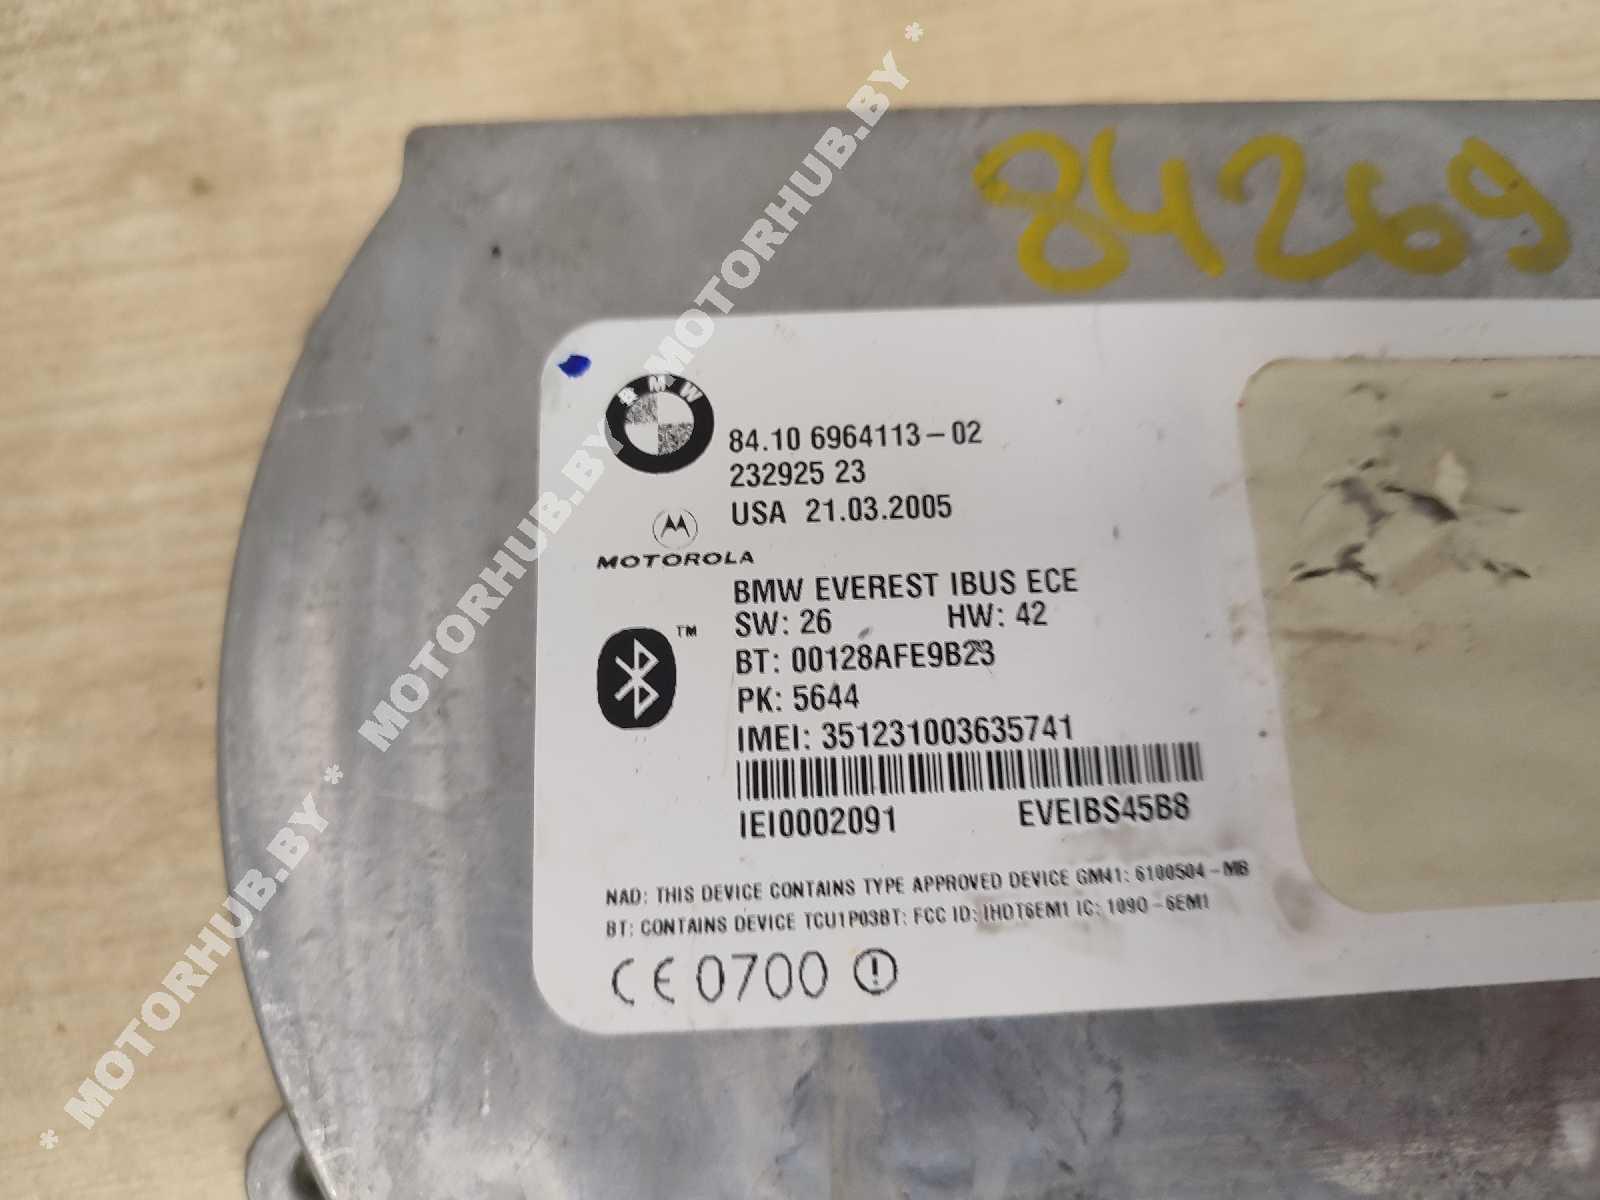 84269
BMW
84.10 6964113-02
232925 23
USA 21.03.2005
MOTOROLA
BMW EVEREST IBUS ECE
SW: 26 HW: 42
™
BT: 00128AFE9B23
PK: 5644
IMEI: 351231003635741
IEI0002091 EVEIBS45B8
NAD: THIS DEVICE CONTAINS TYPE APPROVED DEVICE GM41: 6100504-MB
BT: CONTAINS DEVICE TCU1P03BT: FCC ID: IHDT6EM1 IC: 1090-6EM1
CE 0700
* MOTORHUB.BY * MOTORHUB.BY * MOTORHUB.BY *